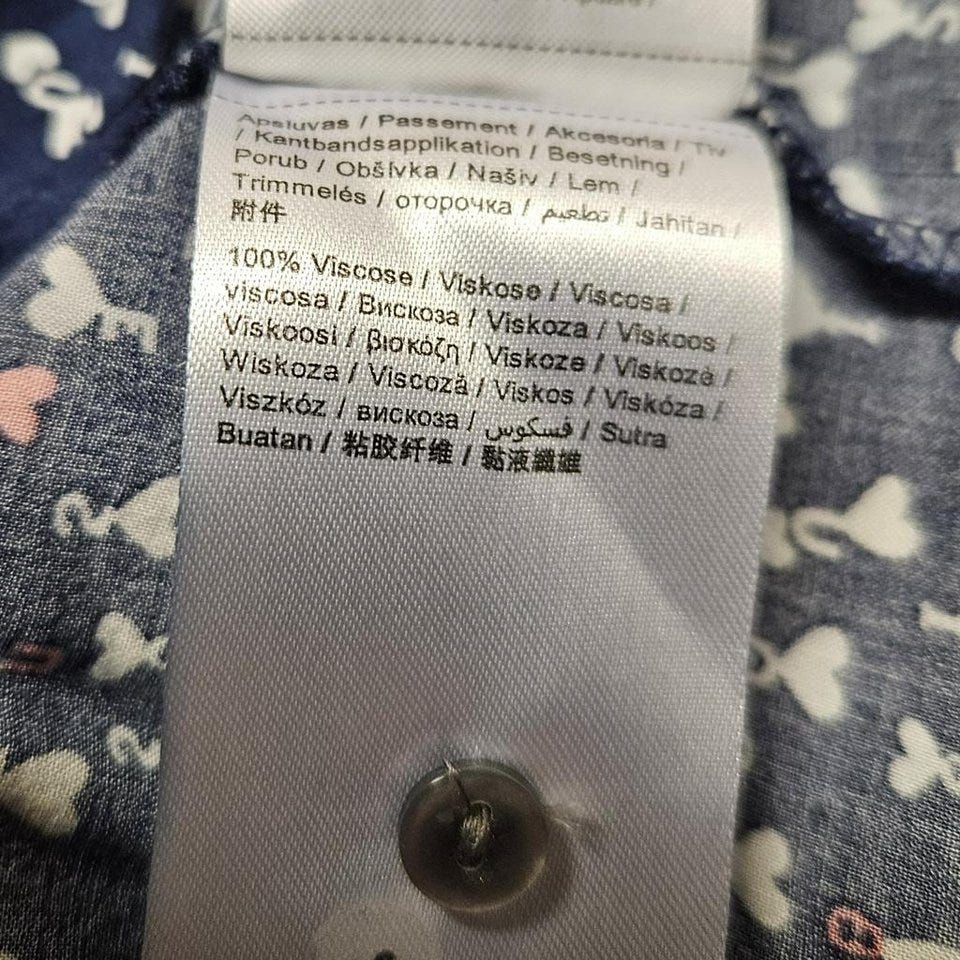 Apsiuvas / Passement / Akcesoria / Tiv
/ Kantbandsapplikation / Besetning /
Porub / Obšívka / Našiv / Lem /
Trimmelés / оторочка / تطعيم / Jahitan /
附件
100% Viscose / Viskose / Viscosa /
viscosa / Вискоза / Viskoza / Viskoos /
Viskoosi / βισκόζη / Viskoze / Viskozė /
Wiskoza / Viscoză / Viskos / Viskóza /
Viszkóz / вискоза / فسكوس / Sutra
Buatan / 粘胶纤维 / 黏液纖維